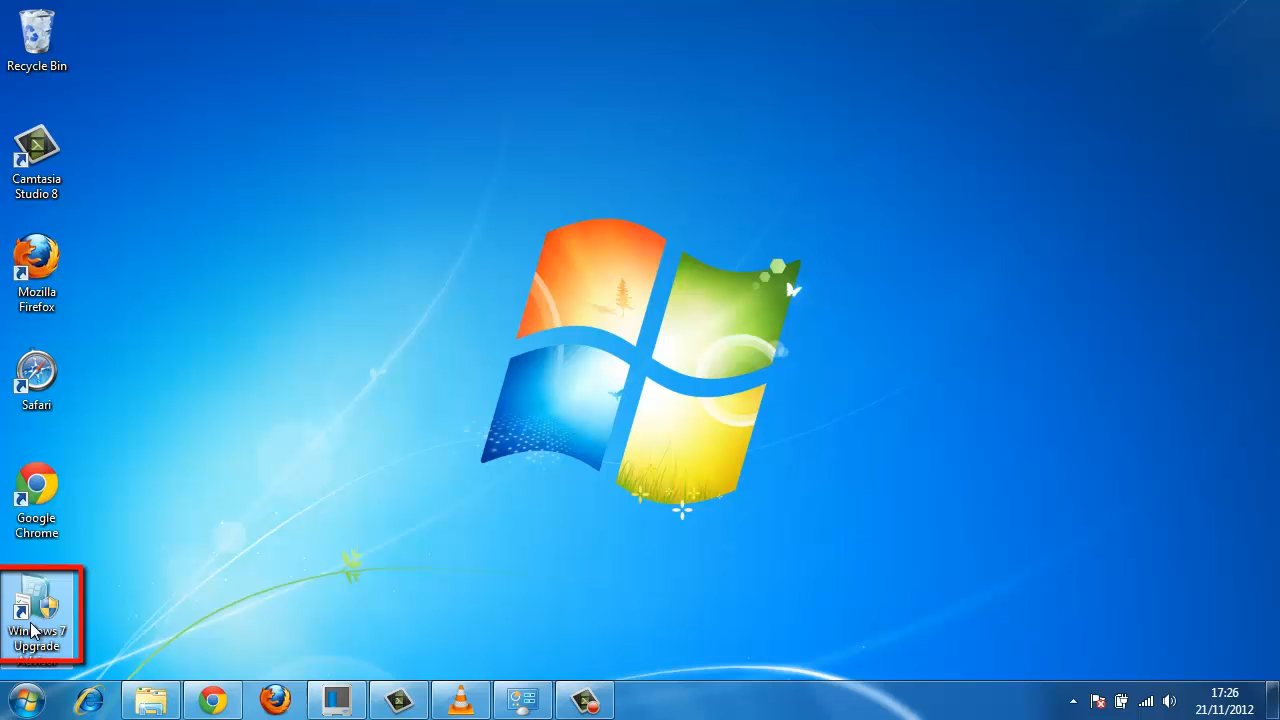 Recycle Bin
Camtasia
Studio 8
Mozilla
Firefox
Safari
Google
Chrome
Windows 7
Upgrade
17:26
21/11/2012